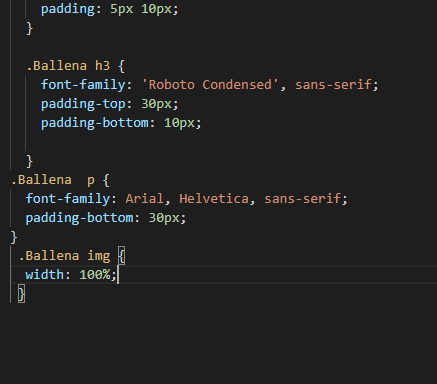 padding: 5px 10px;
}
.Ballena h3 {
font-family: 'Roboto Condensed', sans-serif;
padding-top: 30px;
padding-bottom: 10px;
}
.Ballena  p {
font-family: Arial, Helvetica, sans-serif;
padding-bottom: 30px;
}
.Ballena img {
width: 100%;
}